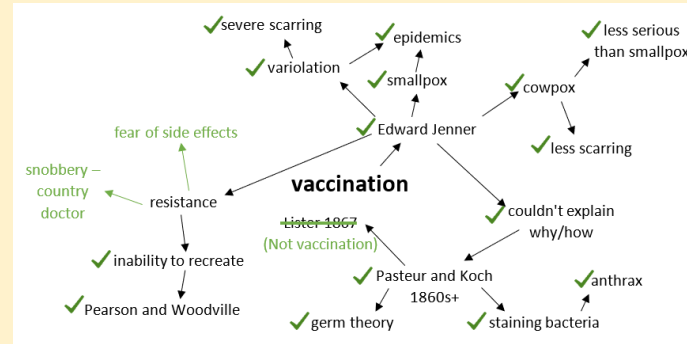 severe scarring
epidemics
less serious
than smallpox
variolation
smallpox
cowpox
Edward Jenner
fear of side effects
less scarring
snobbery –
country
doctor
vaccination
resistance
couldn't explain
why/how
Lister 1867
(Not vaccination)
inability to recreate
Pasteur and Koch
1860s+
anthrax
Pearson and Woodville
germ theory
staining bacteria